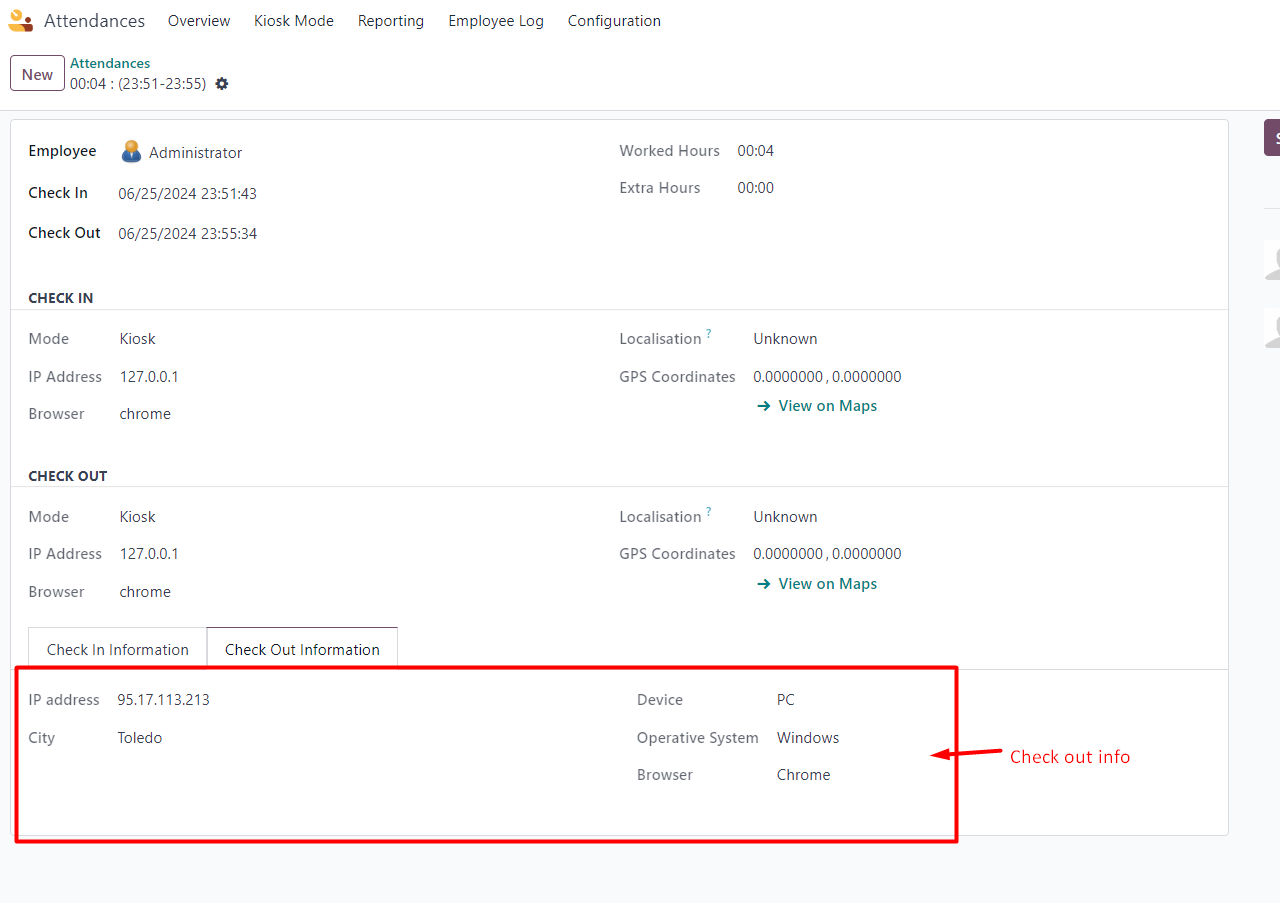 Attendances Overview Kiosk Mode Reporting Employee Log Configuration
New
Attendances
00:04 : (23:51-23:55)
Employee Administrator Worked Hours 00:04
Check In 06/25/2024 23:51:43 Extra Hours 00:00
Check Out 06/25/2024 23:55:34
CHECK IN
Mode Kiosk Localisation ? Unknown
IP Address 127.0.0.1 GPS Coordinates 0.0000000 , 0.0000000
Browser chrome → View on Maps
CHECK OUT
Mode Kiosk Localisation ? Unknown
IP Address 127.0.0.1 GPS Coordinates 0.0000000 , 0.0000000
Browser chrome → View on Maps
Check In Information Check Out Information
IP address 95.17.113.213 Device PC
City Toledo Operative System Windows
Browser Chrome
Check out info